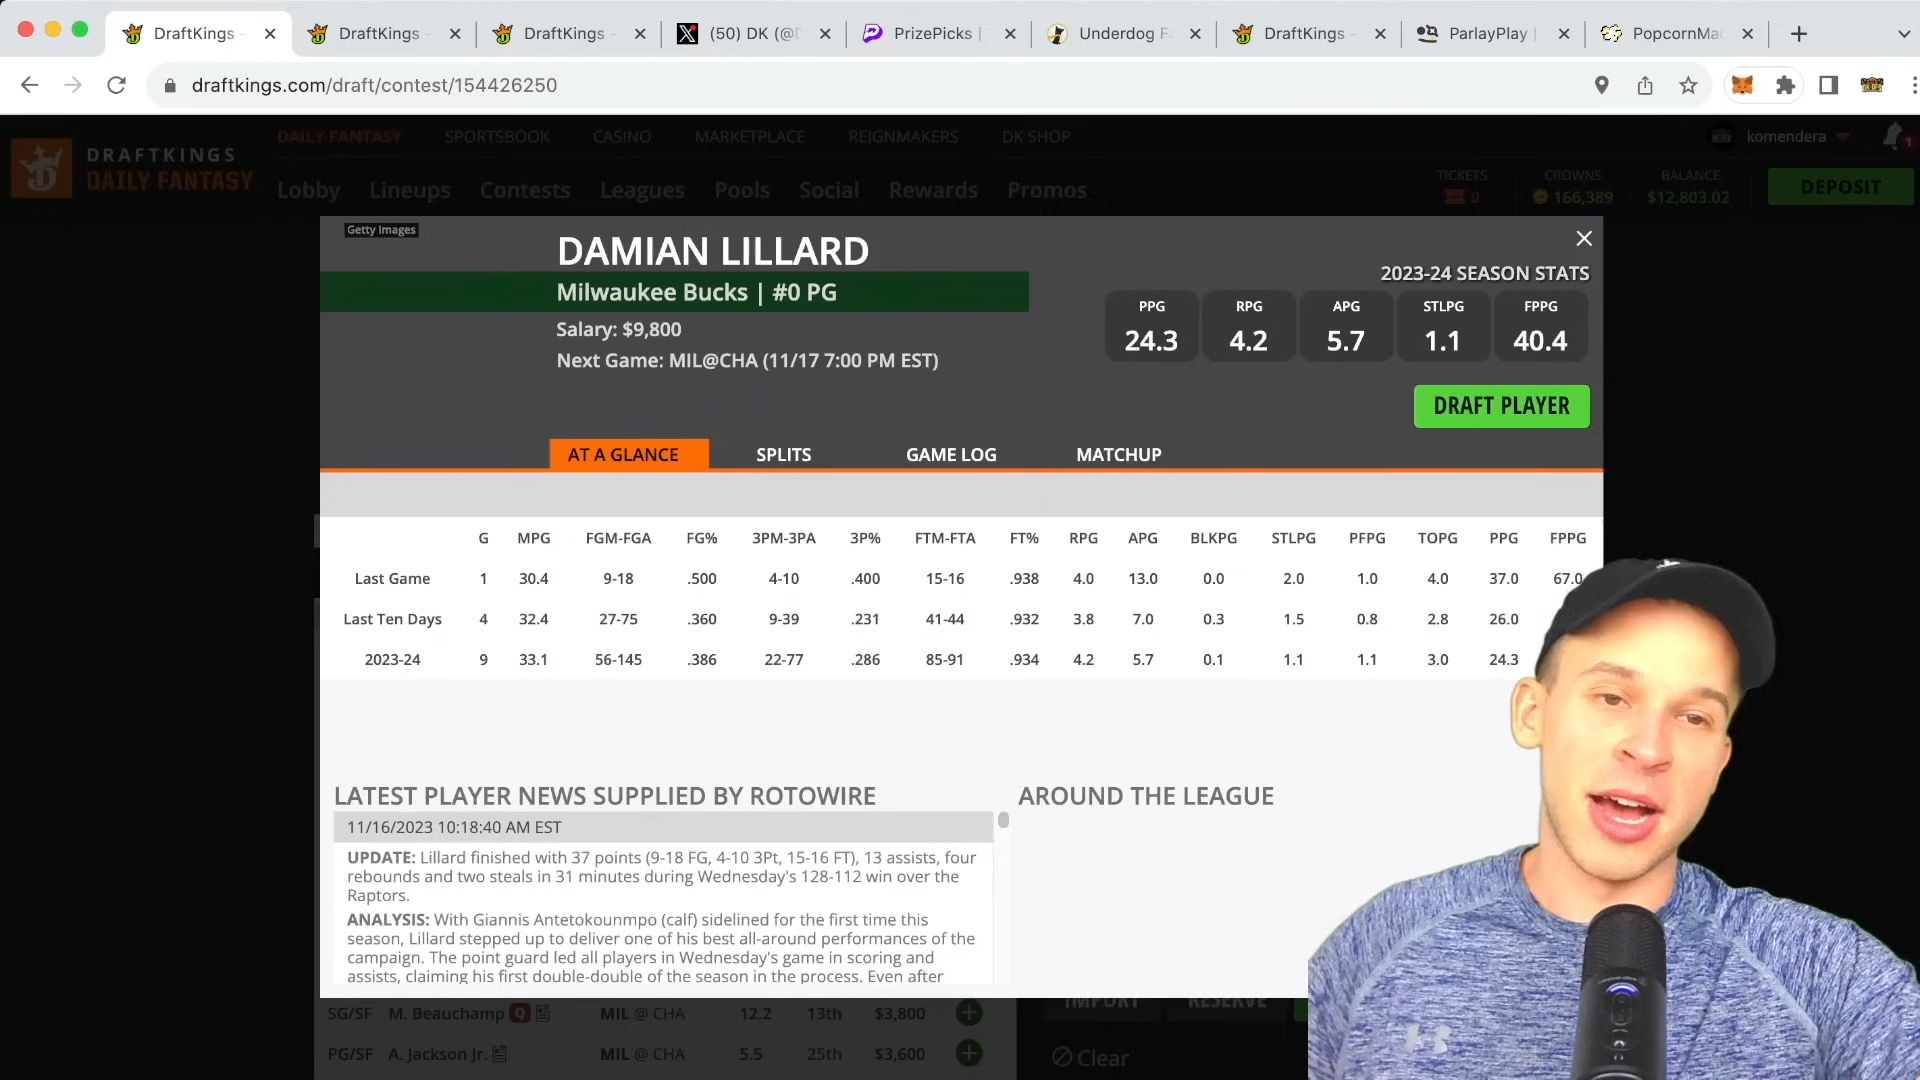 DraftKings -
DraftKings -
DraftKings -
(50) DK (@D
PrizePicks |
Underdog F
DraftKings -
ParlayPlay |
PopcornMac
draftkings.com/draft/contest/154426250
DRAFTKINGS
DAILY FANTASY
DAILY FANTASY
SPORTSBOOK
CASINO
MARKETPLACE
REIGNMAKERS
DK SHOP
komendera
1
Lobby
Lineups
Contests
Leagues
Pools
Social
Rewards
Promos
TICKETS
0
CROWNS
166,389
BALANCE
$12,803.02
DEPOSIT
Getty Images
DAMIAN LILLARD
Milwaukee Bucks | #0 PG
Salary: $9,800
Next Game: MIL@CHA (11/17 7:00 PM EST)
2023-24 SEASON STATS
PPG RPG APG STLPG FPPG
24.3 4.2 5.7 1.1 40.4
DRAFT PLAYER
AT A GLANCE SPLITS GAME LOG MATCHUP
G MPG FGM-FGA FG% 3PM-3PA 3P% FTM-FTA FT% RPG APG BLKPG STLPG PFPG TOPG PPG FPPG
Last Game 1 30.4 9-18 .500 4-10 .400 15-16 .938 4.0 13.0 0.0 2.0 1.0 4.0 37.0 67.0
Last Ten Days 4 32.4 27-75 .360 9-39 .231 41-44 .932 3.8 7.0 0.3 1.5 0.8 2.8 26.0
2023-24 9 33.1 56-145 .386 22-77 .286 85-91 .934 4.2 5.7 0.1 1.1 1.1 3.0 24.3
LATEST PLAYER NEWS SUPPLIED BY ROTOWIRE
AROUND THE LEAGUE
11/16/2023 10:18:40 AM EST
UPDATE: Lillard finished with 37 points (9-18 FG, 4-10 3Pt, 15-16 FT), 13 assists, four
rebounds and two steals in 31 minutes during Wednesday's 128-112 win over the
Raptors.
ANALYSIS: With Giannis Antetokounmpo (calf) sidelined for the first time this
season, Lillard stepped up to deliver one of his best all-around performances of the
campaign. The point guard led all players in Wednesday's game in scoring and
assists, claiming his first double-double of the season in the process. Even after
SG/SF M. Beauchamp Q MIL @ CHA 12.2 13th $3,800
PG/SF A. Jackson Jr. MIL @ CHA 5.5 25th $3,600
IMPORT
RESERVE
Clear